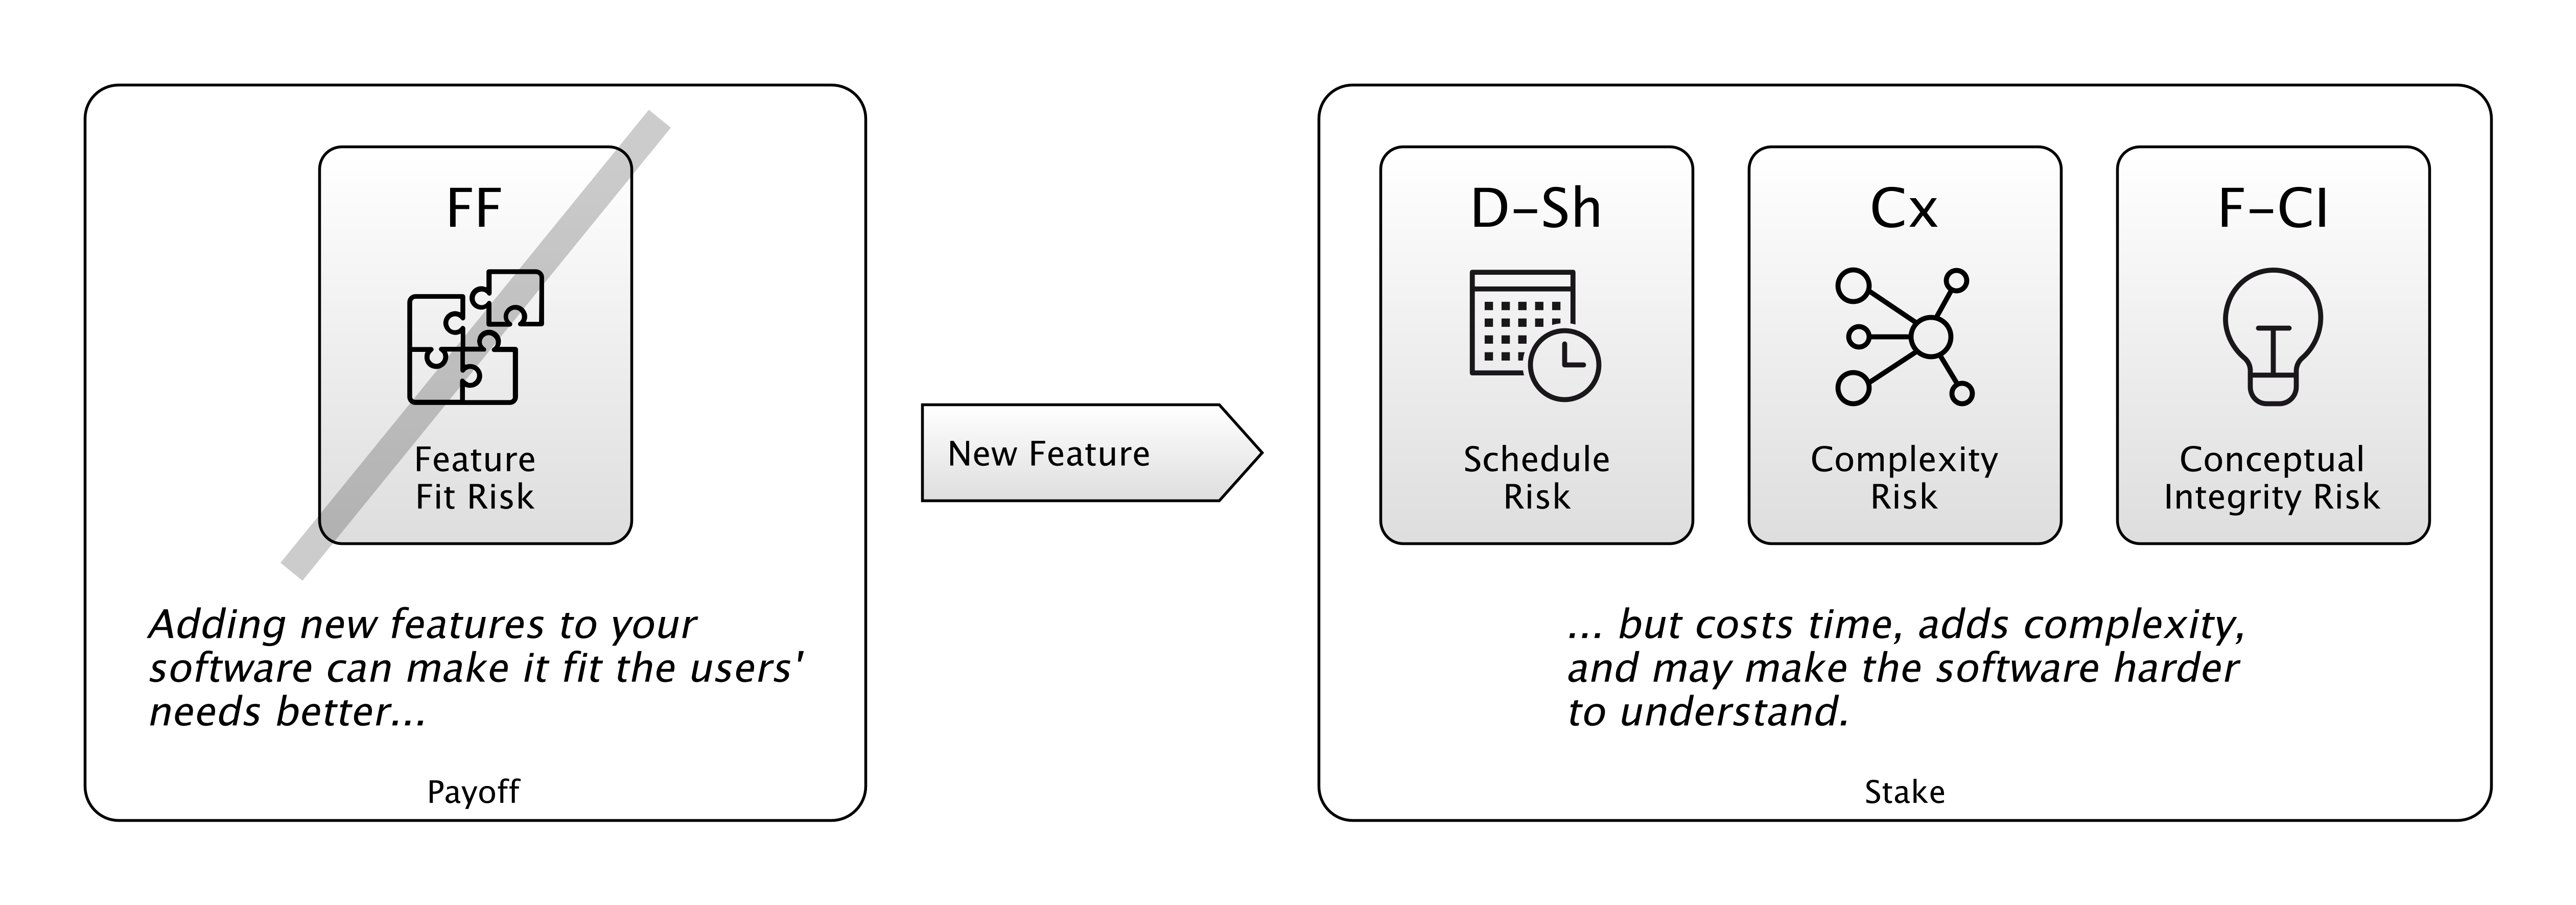 FF
Feature
Fit Risk
Adding new features to your
software can make it fit the users'
needs better...
Payoff
New Feature
D–Sh
Schedule
Risk
Cx
Complexity
Risk
F–CI
Conceptual
Integrity Risk
... but costs time, adds complexity,
and may make the software harder
to understand.
Stake